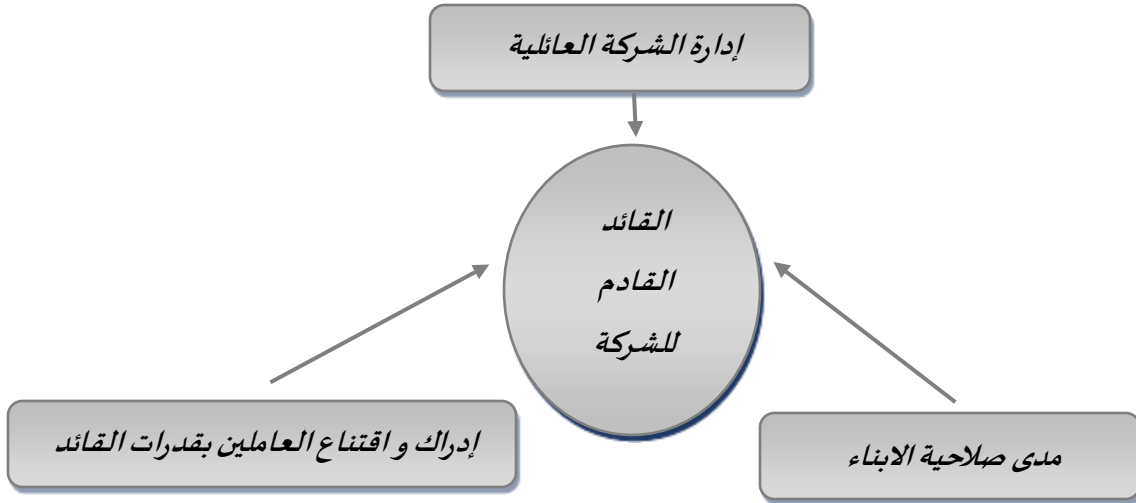 إدارة الشركة العائلية
القائد
القادم
للشركة
مدى صلاحية الابناء
إدراك و اقتناع العاملين بقدرات القائد